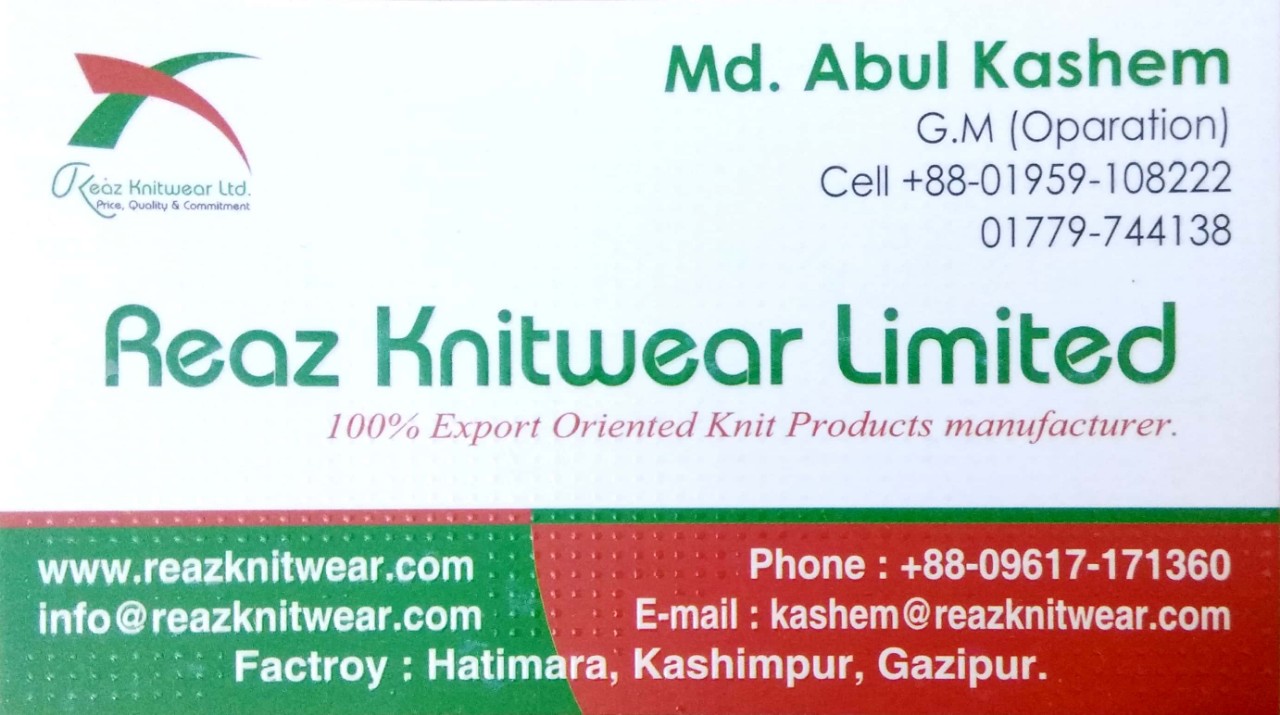 Reaz Knitwear Ltd.
Price, Quality & Commitment
Md. Abul Kashem
G.M (Oparation)
Cell +88-01959-108222
01779-744138
Reaz Knitwear Limited
100% Export Oriented Knit Products manufacturer.
www.reazknitwear.com
info@reazknitwear.com
Phone : +88-09617-171360
E-mail : kashem@reazknitwear.com
Factroy : Hatimara, Kashimpur, Gazipur.